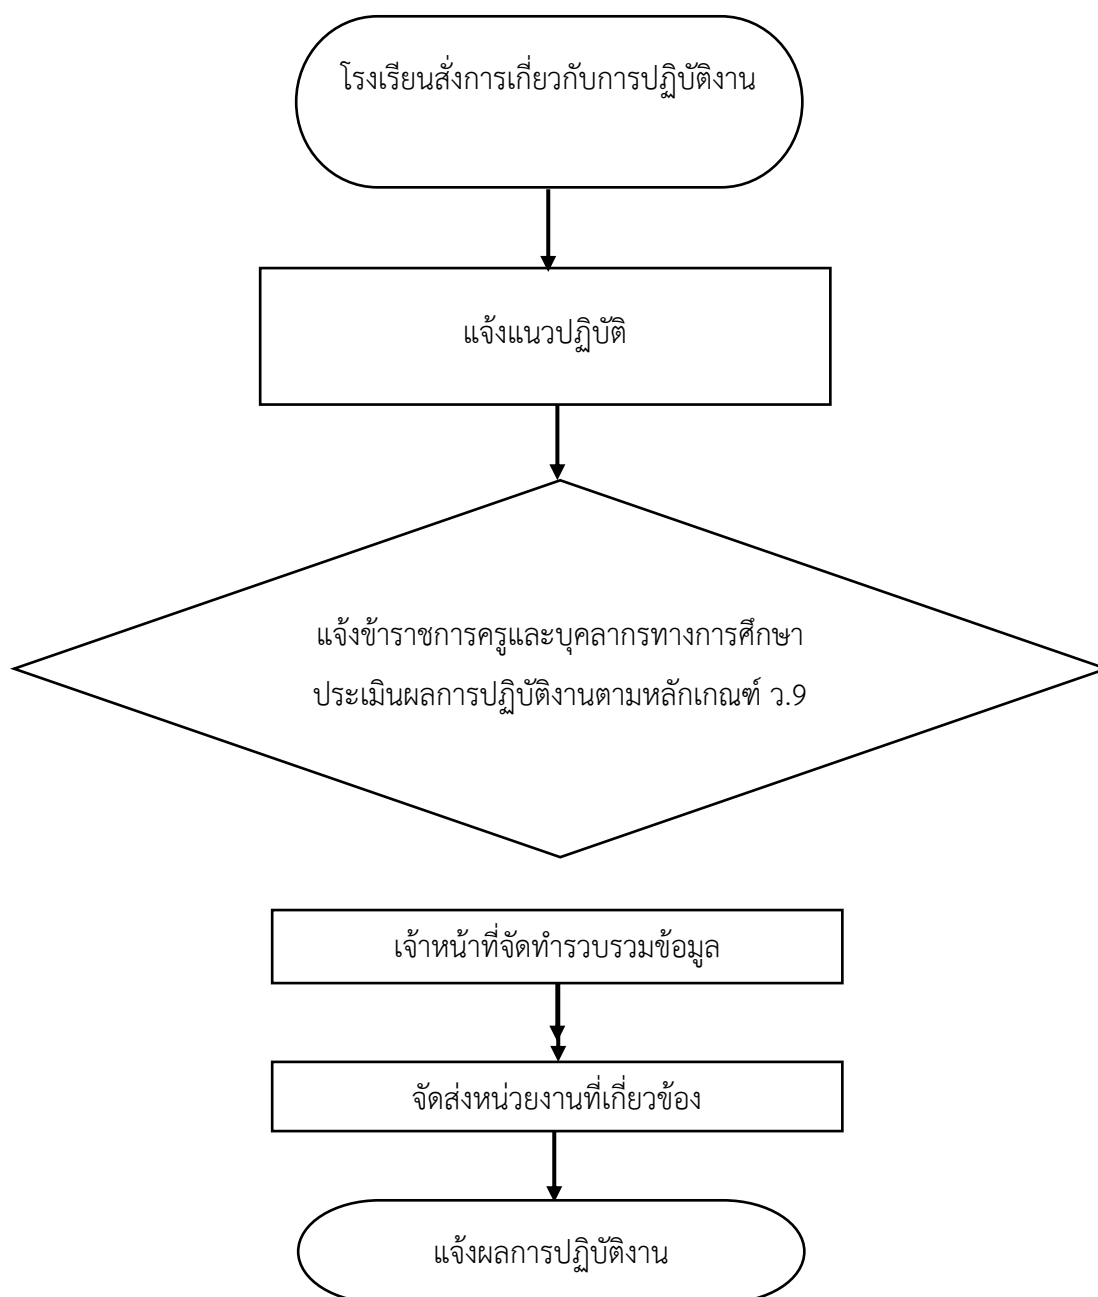 โรงเรียนสั่งการเกี่ยวกับการปฏิบัติงาน
แจ้งแนวปฏิบัติ
แจ้งข้าราชการครูและบุคลากรทางการศึกษา
ประเมินผลการปฏิบัติงานตามหลักเกณฑ์ ว.9
เจ้าหน้าที่จัดทำรวบรวมข้อมูล
จัดส่งหน่วยงานที่เกี่ยวข้อง
แจ้งผลการปฏิบัติงาน